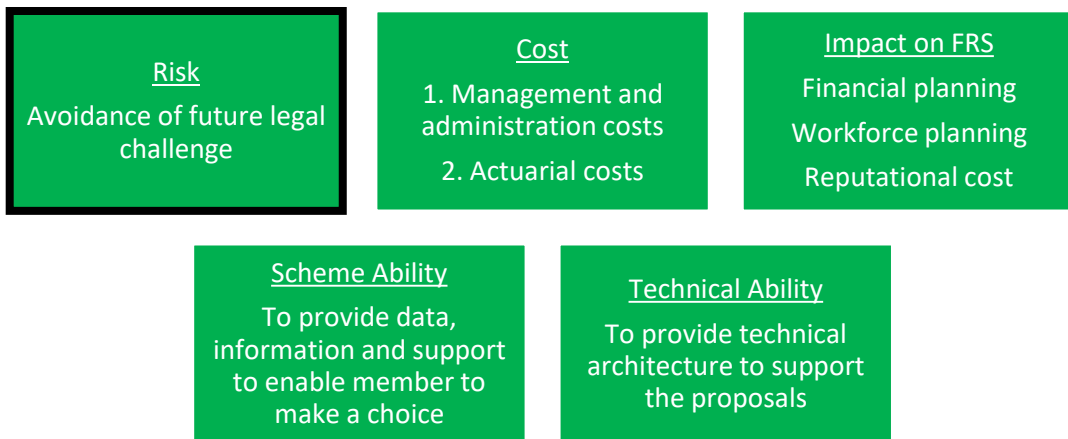 Risk
Avoidance of future legal
challenge
Cost
1. Management and
administration costs
2. Actuarial costs
Impact on FRS
Financial planning
Workforce planning
Reputational cost
Scheme Ability
To provide data,
information and support
to enable member to
make a choice
Technical Ability
To provide technical
architecture to support
the proposals